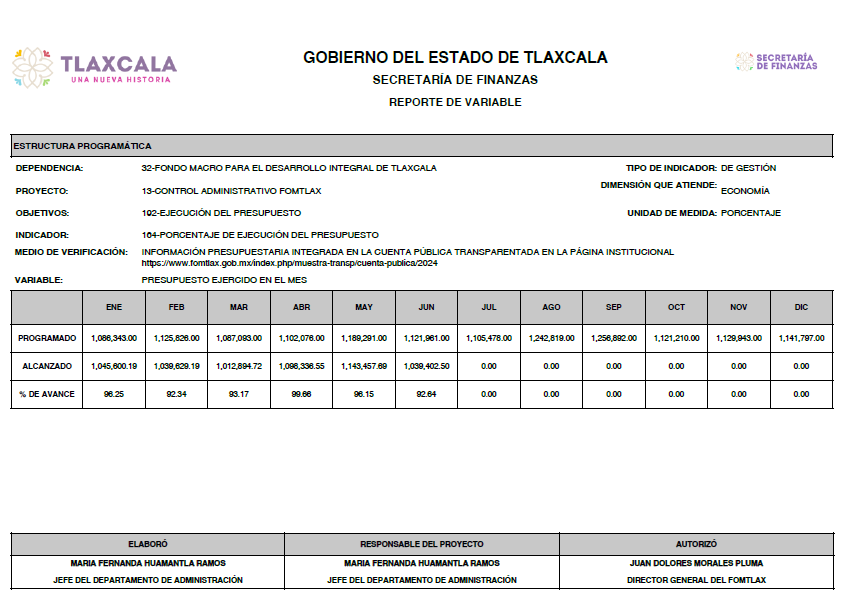 TLAXCALA
UNA NUEVA HISTORIA
GOBIERNO DEL ESTADO DE TLAXCALA
SECRETARÍA DE FINANZAS
REPORTE DE VARIABLE
SECRETARÍA
DE FINANZAS
ESTRUCTURA PROGRAMÁTICA
DEPENDENCIA: 32-FONDO MACRO PARA EL DESARROLLO INTEGRAL DE TLAXCALA TIPO DE INDICADOR: DE GESTIÓN
PROYECTO: 13-CONTROL ADMINISTRATIVO FOMTLAX DIMENSIÓN QUE ATIENDE: ECONOMÍA
OBJETIVOS: 192-EJECUCIÓN DEL PRESUPUESTO UNIDAD DE MEDIDA: PORCENTAJE
INDICADOR: 164-PORCENTAJE DE EJECUCIÓN DEL PRESUPUESTO
MEDIO DE VERIFICACIÓN: INFORMACIÓN PRESUPUESTARIA INTEGRADA EN LA CUENTA PÚBLICA TRANSPARENTADA EN LA PÁGINA INSTITUCIONAL
https://www.fomtlax.gob.mx/index.php/muestra-transp/cuenta-publica/2024
VARIABLE: PRESUPUESTO EJERCIDO EN EL MES
ENE FEB MAR ABR MAY JUN JUL AGO SEP OCT NOV DIC
PROGRAMADO 1,086,343.00 1,125,826.00 1,087,093.00 1,102,076.00 1,189,291.00 1,121,961.00 1,105,478.00 1,242,819.00 1,256,892.00 1,121,210.00 1,129,943.00 1,141,797.00
ALCANZADO 1,045,600.19 1,039,629.19 1,012,894.72 1,098,336.55 1,143,457.69 1,039,402.50 0.00 0.00 0.00 0.00 0.00 0.00
% DE AVANCE 96.25 92.34 93.17 99.66 96.15 92.64 0.00 0.00 0.00 0.00 0.00 0.00
ELABORÓ RESPONSABLE DEL PROYECTO AUTORIZÓ
MARIA FERNANDA HUAMANTLA RAMOS MARIA FERNANDA HUAMANTLA RAMOS JUAN DOLORES MORALES PLUMA
JEFE DEL DEPARTAMENTO DE ADMINISTRACIÓN JEFE DEL DEPARTAMENTO DE ADMINISTRACIÓN DIRECTOR GENERAL DEL FOMTLAX